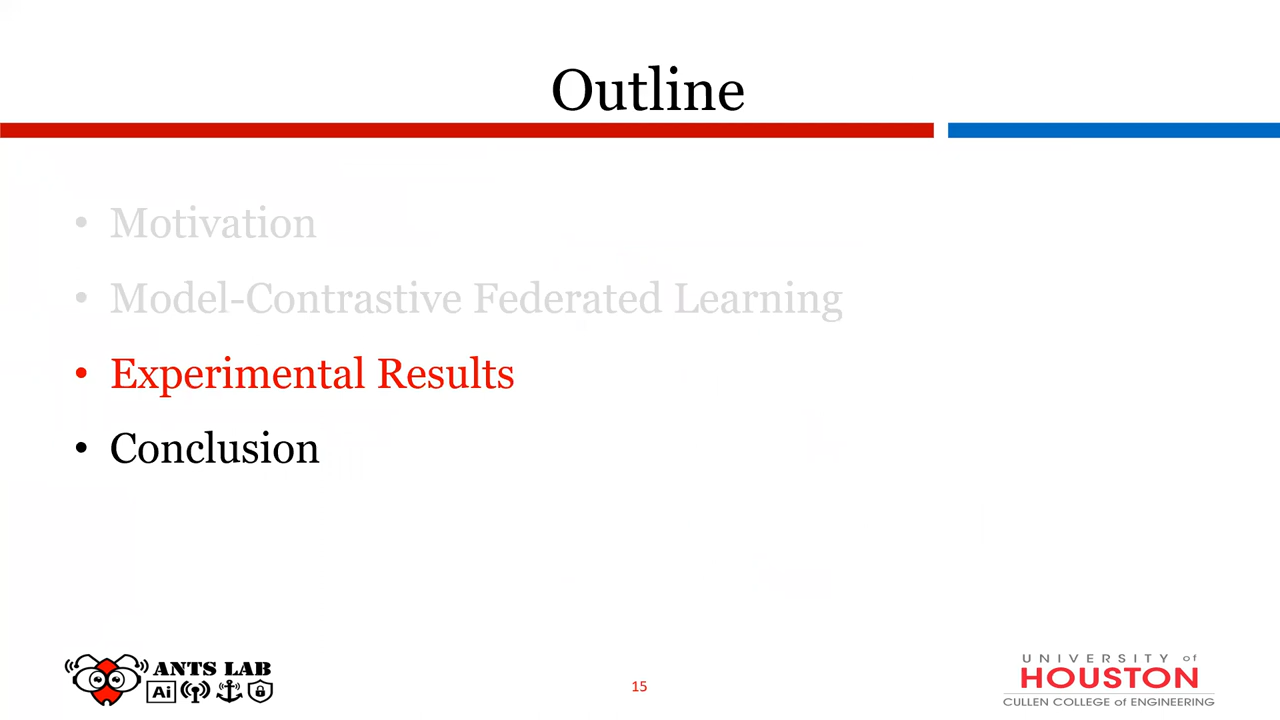 Outline
• Motivation
• Model-Contrastive Federated Learning
• Experimental Results
• Conclusion
ANTS LAB
Ai
15
UNIVERSITY of
HOUSTON
CULLEN COLLEGE of ENGINEERING